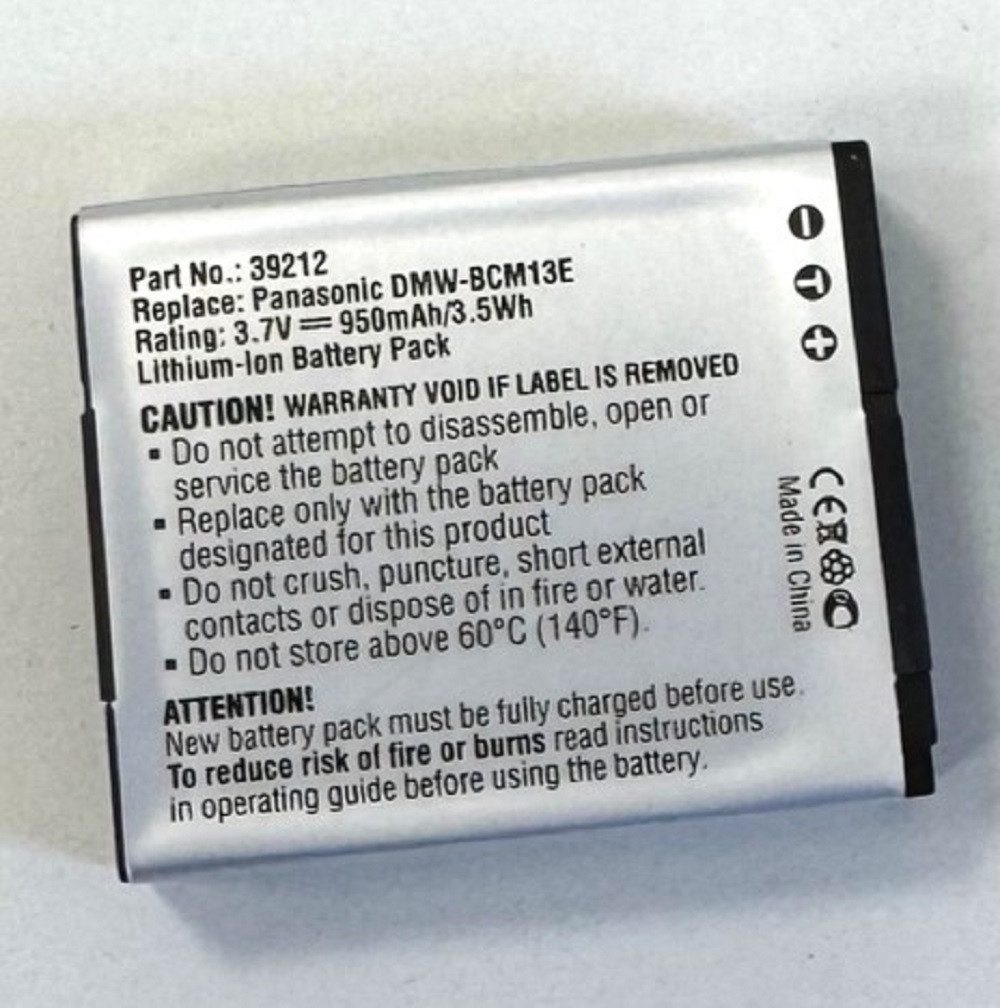 Part No.: 39212
Replace: Panasonic DMW-BCM13E
Rating: 3.7V ⎓ 950mAh/3.5Wh
Lithium-Ion Battery Pack
CAUTION! WARRANTY VOID IF LABEL IS REMOVED
▪ Do not attempt to disassemble, open or
service the battery pack
▪ Replace only with the battery pack
designated for this product
▪ Do not crush, puncture, short external
contacts or dispose of in fire or water.
▪ Do not store above 60°C (140°F).
ATTENTION!
New battery pack must be fully charged before use.
To reduce risk of fire or burns read instructions
in operating guide before using the battery.
−
T
+
CE
Made in China